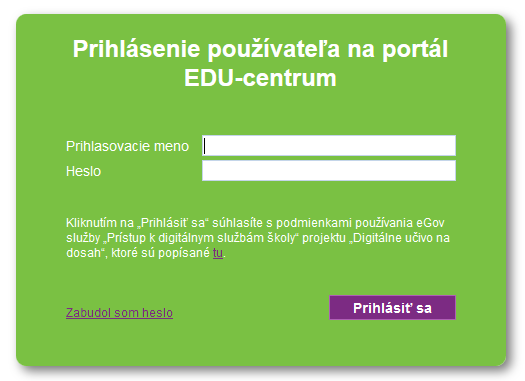 Prihlásenie používateľa na portál
EDU-centrum
Prihlasovacie meno
Heslo
Kliknutím na „Prihlásiť sa“ súhlasíte s podmienkami používania eGov
služby „Prístup k digitálnym službám školy“ projektu „Digitálne učivo na
dosah“, ktoré sú popísané tu.
Zabudol som heslo
Prihlásiť sa